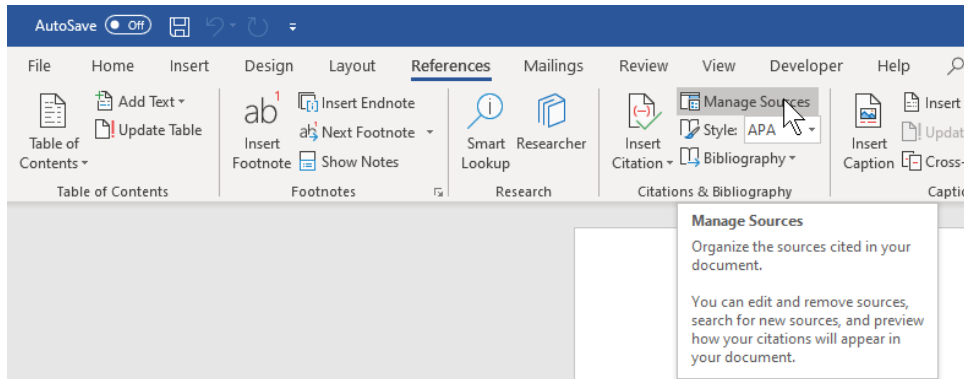 AutoSave Off
File Home Insert Design Layout References Mailings Review View Developer Help
Table of Contents
Add Text
Update Table
Table of Contents
ab1
Insert Footnote
Insert Endnote
Next Footnote
Show Notes
Footnotes
Smart Lookup
Researcher
Research
Insert Citation
Manage Sources
Style: APA
Bibliography
Citations & Bibliography
Insert Caption
Insert
Updat
Cross-
Captio
Manage Sources
Organize the sources cited in your
document.
You can edit and remove sources,
search for new sources, and preview
how your citations will appear in
your document.